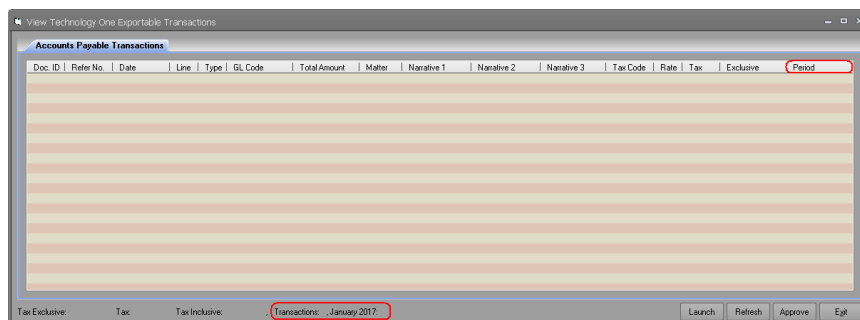 View Technology One Exportable Transactions
Accounts Payable Transactions
Doc. ID Refer No. Date Line Type GL Code Total Amount Matter Narrative 1 Narrative 2 Narrative 3 Tax Code Rate Tax Exclusive Period
Tax Exclusive: Tax: Tax Inclusive: , Transactions: , January 2017: Launch Refresh Approve Exit